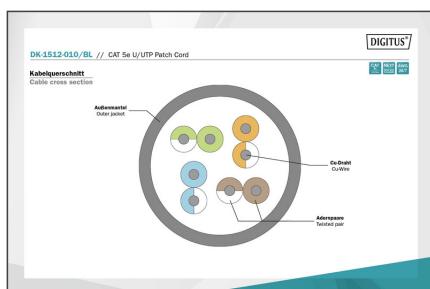 DIGITUS®
DK-1512-010/BL // CAT 5e U/UTP Patch Cord
Kabelquerschnitt
Cable cross section
Außenmantel
Outer jacket
Cu-Draht
Cu-Wire
Adernpaare
Twisted pair